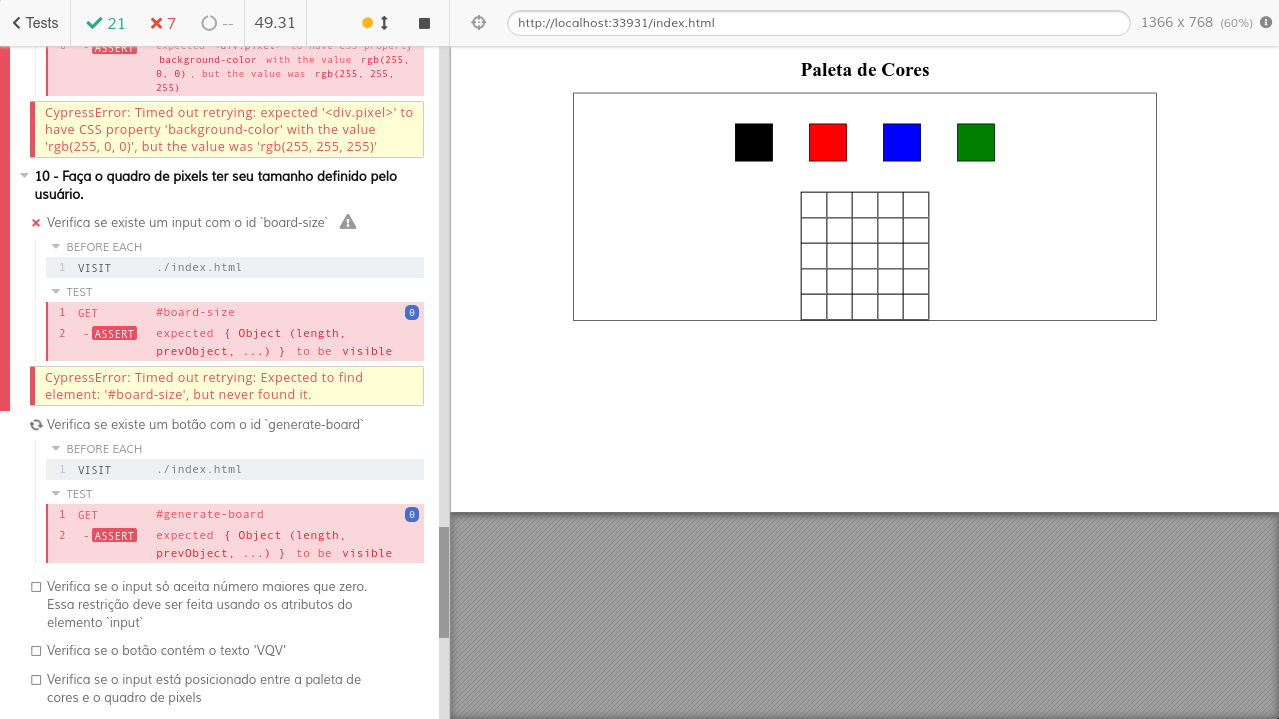 Tests 21 7 -- 49.31 http://localhost:33931/index.html 1366 x 768 (60%)
6 - ASSERT expected <div.pixel> to have CSS property
background-color with the value rgb(255,
0, 0) , but the value was rgb(255, 255,
255)
CypressError: Timed out retrying: expected '<div.pixel>' to
have CSS property 'background-color' with the value
'rgb(255, 0, 0)', but the value was 'rgb(255, 255, 255)'
10 - Faça o quadro de pixels ter seu tamanho definido pelo
usuário.
Verifica se existe um input com o id `board-size`
BEFORE EACH
1 VISIT ./index.html
TEST
1 GET #board-size 0
2 - ASSERT expected { Object (length,
prevObject, ...) } to be visible
CypressError: Timed out retrying: Expected to find
element: '#board-size', but never found it.
Verifica se existe um botão com o id `generate-board`
BEFORE EACH
1 VISIT ./index.html
TEST
1 GET #generate-board 0
2 - ASSERT expected { Object (length,
prevObject, ...) } to be visible
Verifica se o input só aceita número maiores que zero.
Essa restrição deve ser feita usando os atributos do
elemento `input`
Verifica se o botão contém o texto 'VQV'
Verifica se o input está posicionado entre a paleta de
cores e o quadro de pixels
Paleta de Cores